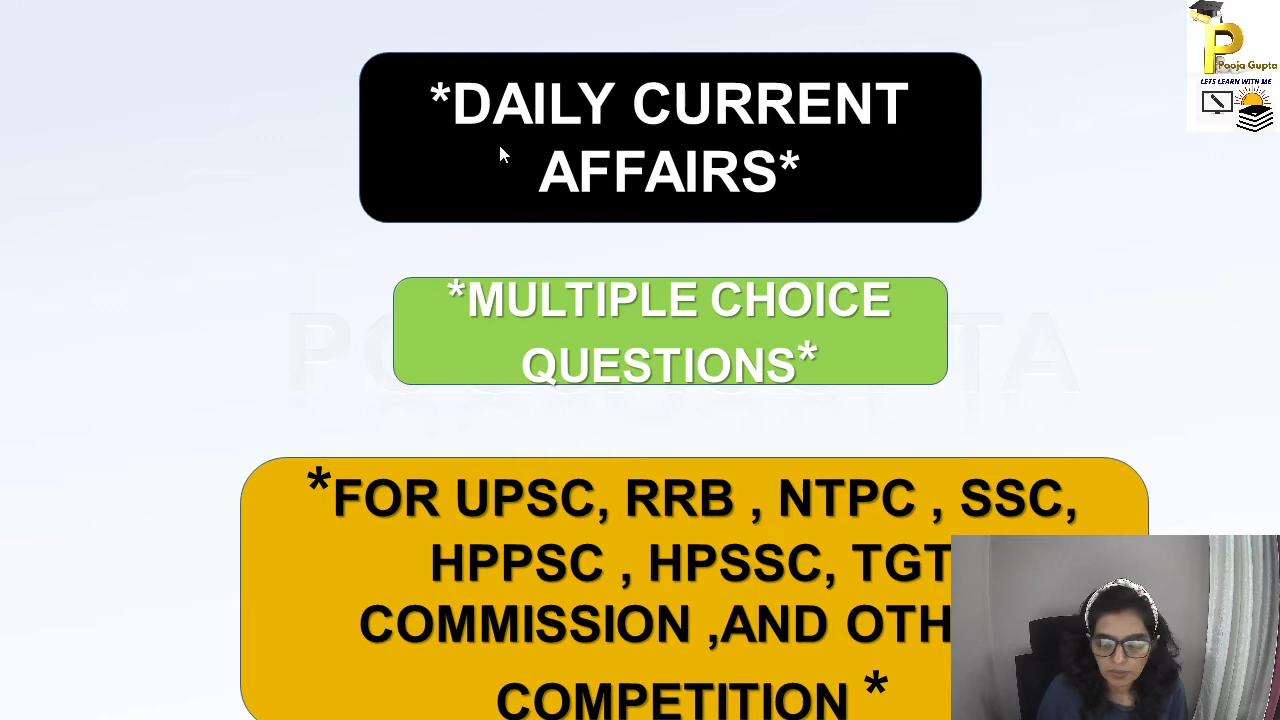 *DAILY CURRENT
AFFAIRS*
P
Pooja Gupta
LETS LEARN WITH ME
*MULTIPLE CHOICE
QUESTIONS*
*FOR UPSC, RRB , NTPC , SSC,
HPPSC , HPSSC, TGT
COMMISSION ,AND OTH
COMPETITION *